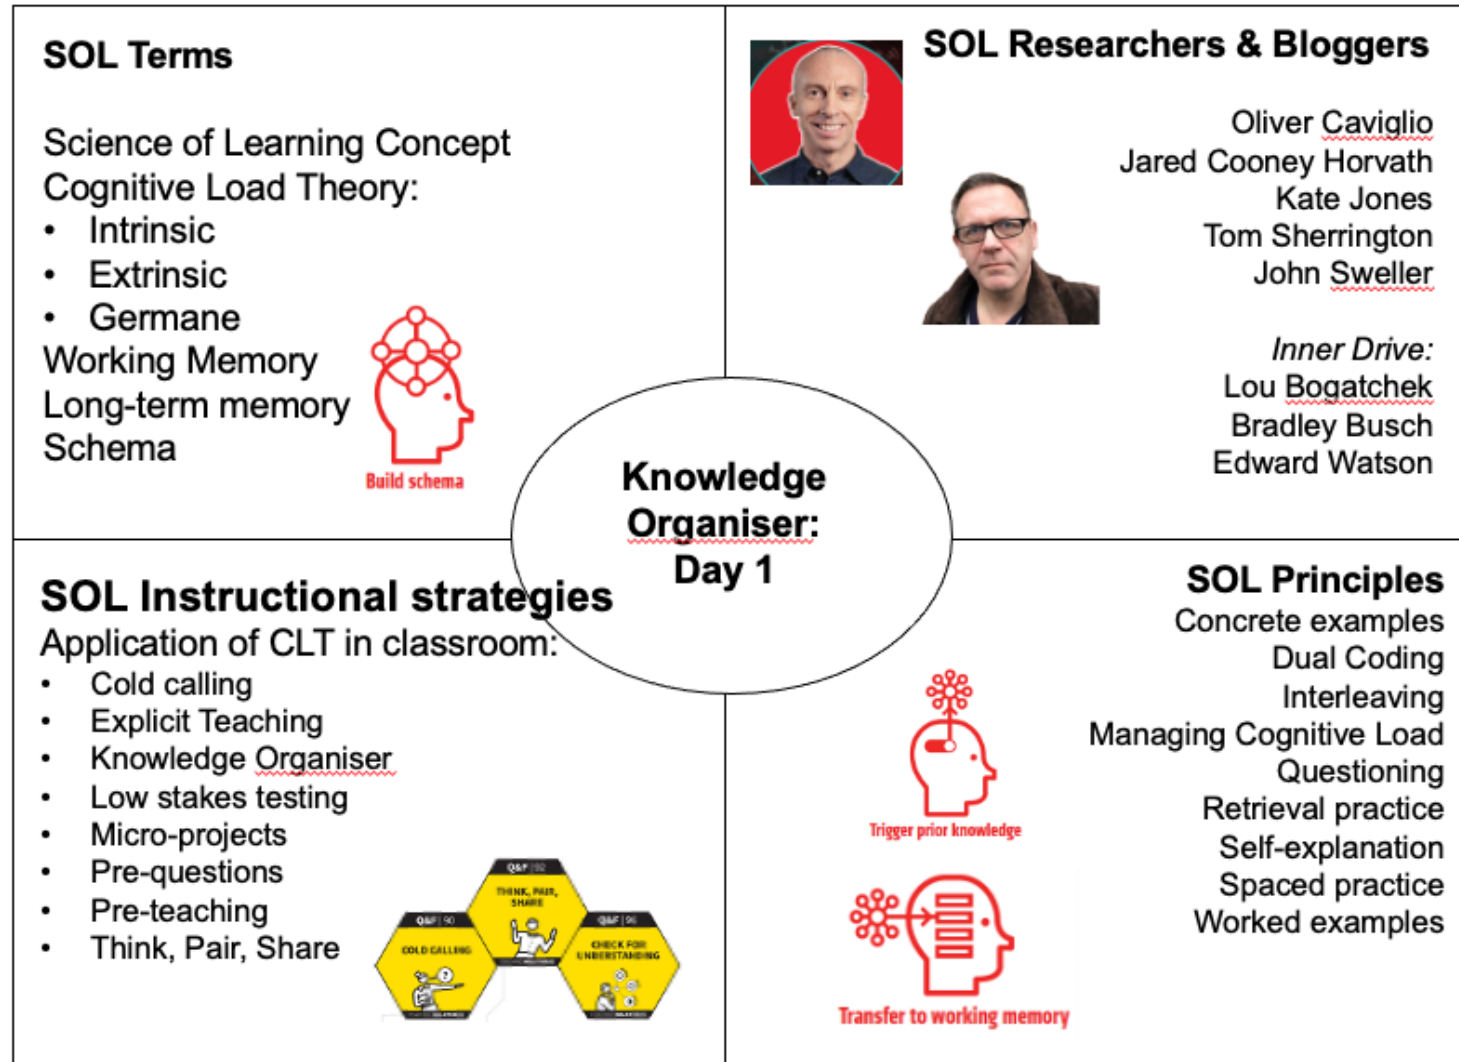 SOL Terms
Science of Learning Concept
Cognitive Load Theory:
• Intrinsic
• Extrinsic
• Germane
Working Memory
Long-term memory
Schema
Build schema
SOL Researchers & Bloggers
Oliver Caviglio
Jared Cooney Horvath
Kate Jones
Tom Sherrington
John Sweller
Inner Drive:
Lou Bogatchek
Bradley Busch
Edward Watson
Knowledge
Organiser:
Day 1
SOL Instructional strategies
Application of CLT in classroom:
• Cold calling
• Explicit Teaching
• Knowledge Organiser
• Low stakes testing
• Micro-projects
• Pre-questions
• Pre-teaching
• Think, Pair, Share
Q&F | 92
THINK, PAIR,
SHARE
Q&F | 90
COLD CALLING
Q&F | 96
CHECK FOR
UNDERSTANDING
SOL Principles
Concrete examples
Dual Coding
Interleaving
Managing Cognitive Load
Questioning
Retrieval practice
Self-explanation
Spaced practice
Worked examples
Trigger prior knowledge
Transfer to working memory